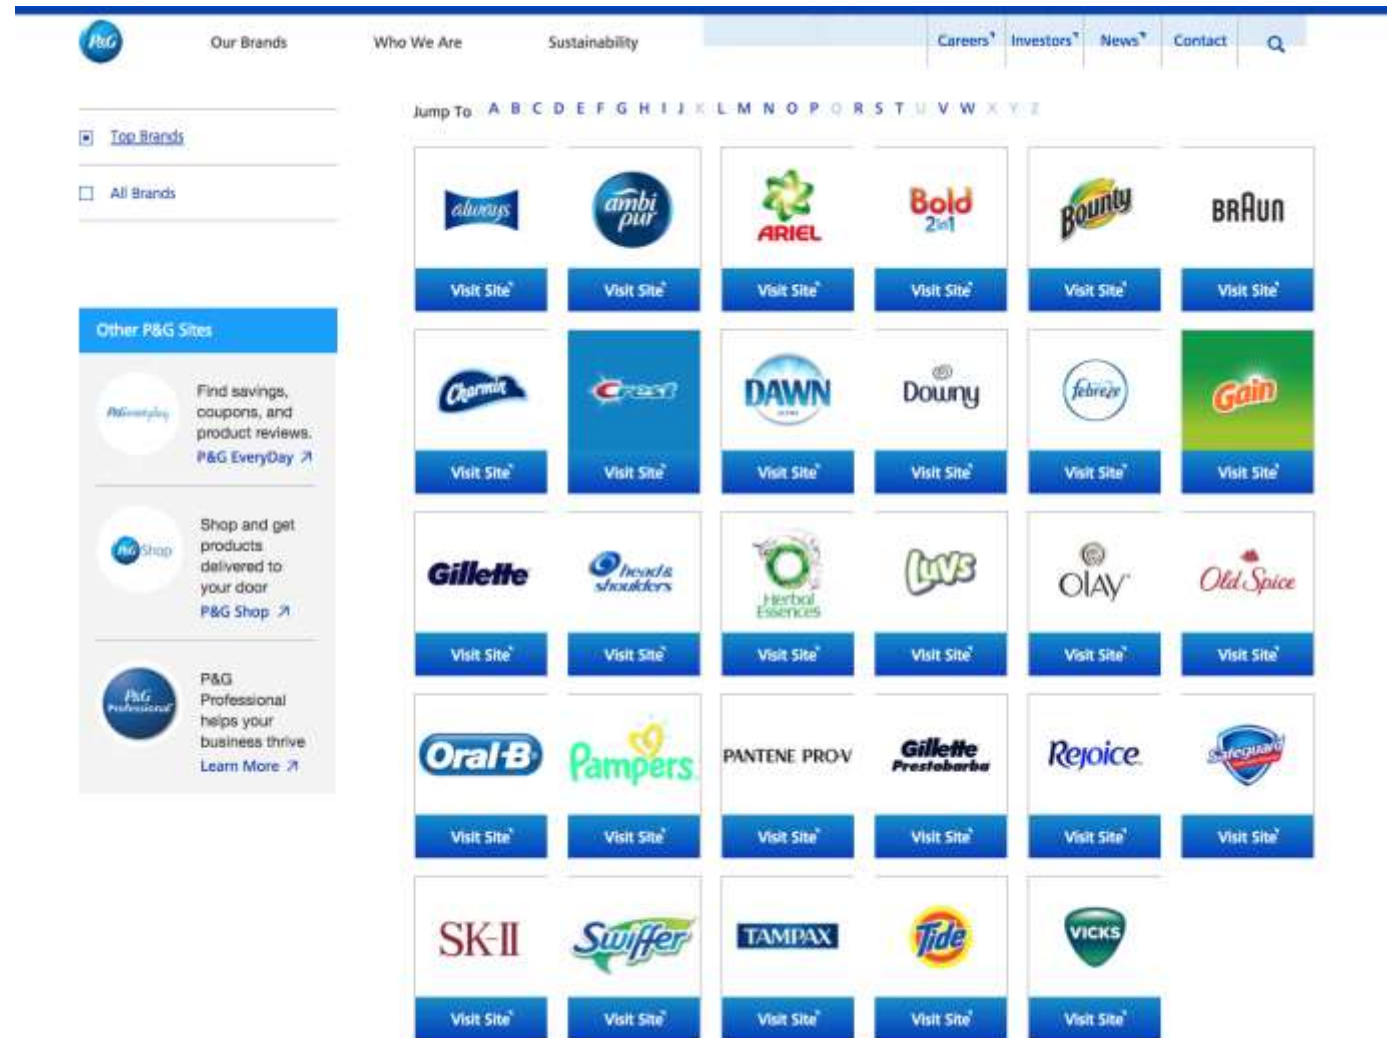 P&G
Our Brands
Who We Are
Sustainability
Careers
Investors
News
Contact
Jump To A B C D E F G H I J K L M N O P Q R S T U V W X Y Z
Top Brands
All Brands
always
ambi
pur
ARIEL
Bold
2in1
Bounty
BRAUN
Visit Site
Visit Site
Visit Site
Visit Site
Visit Site
Visit Site
Other P&G Sites
Find savings,
coupons, and
product reviews.
P&G EveryDay
P&Geveryday
Charmin
Crest
DAWN
ULTRA
Downy
febreze
Gain
Visit Site
Visit Site
Visit Site
Visit Site
Visit Site
Visit Site
P&G Shop
Shop and get
products
delivered to
your door
P&G Shop
Gillette
head &
shoulders
Herbal
Essences
Luvs
OLAY
Old Spice
Visit Site
Visit Site
Visit Site
Visit Site
Visit Site
Visit Site
P&G
Professional
P&G
Professional
helps your
business thrive
Learn More
Oral-B
Pampers
PANTENE PRO-V
Gillette
Prestobarba
Rejoice
Safeguard
Visit Site
Visit Site
Visit Site
Visit Site
Visit Site
Visit Site
SK-II
Swiffer
TAMPAX
Tide
VICKS
Visit Site
Visit Site
Visit Site
Visit Site
Visit Site